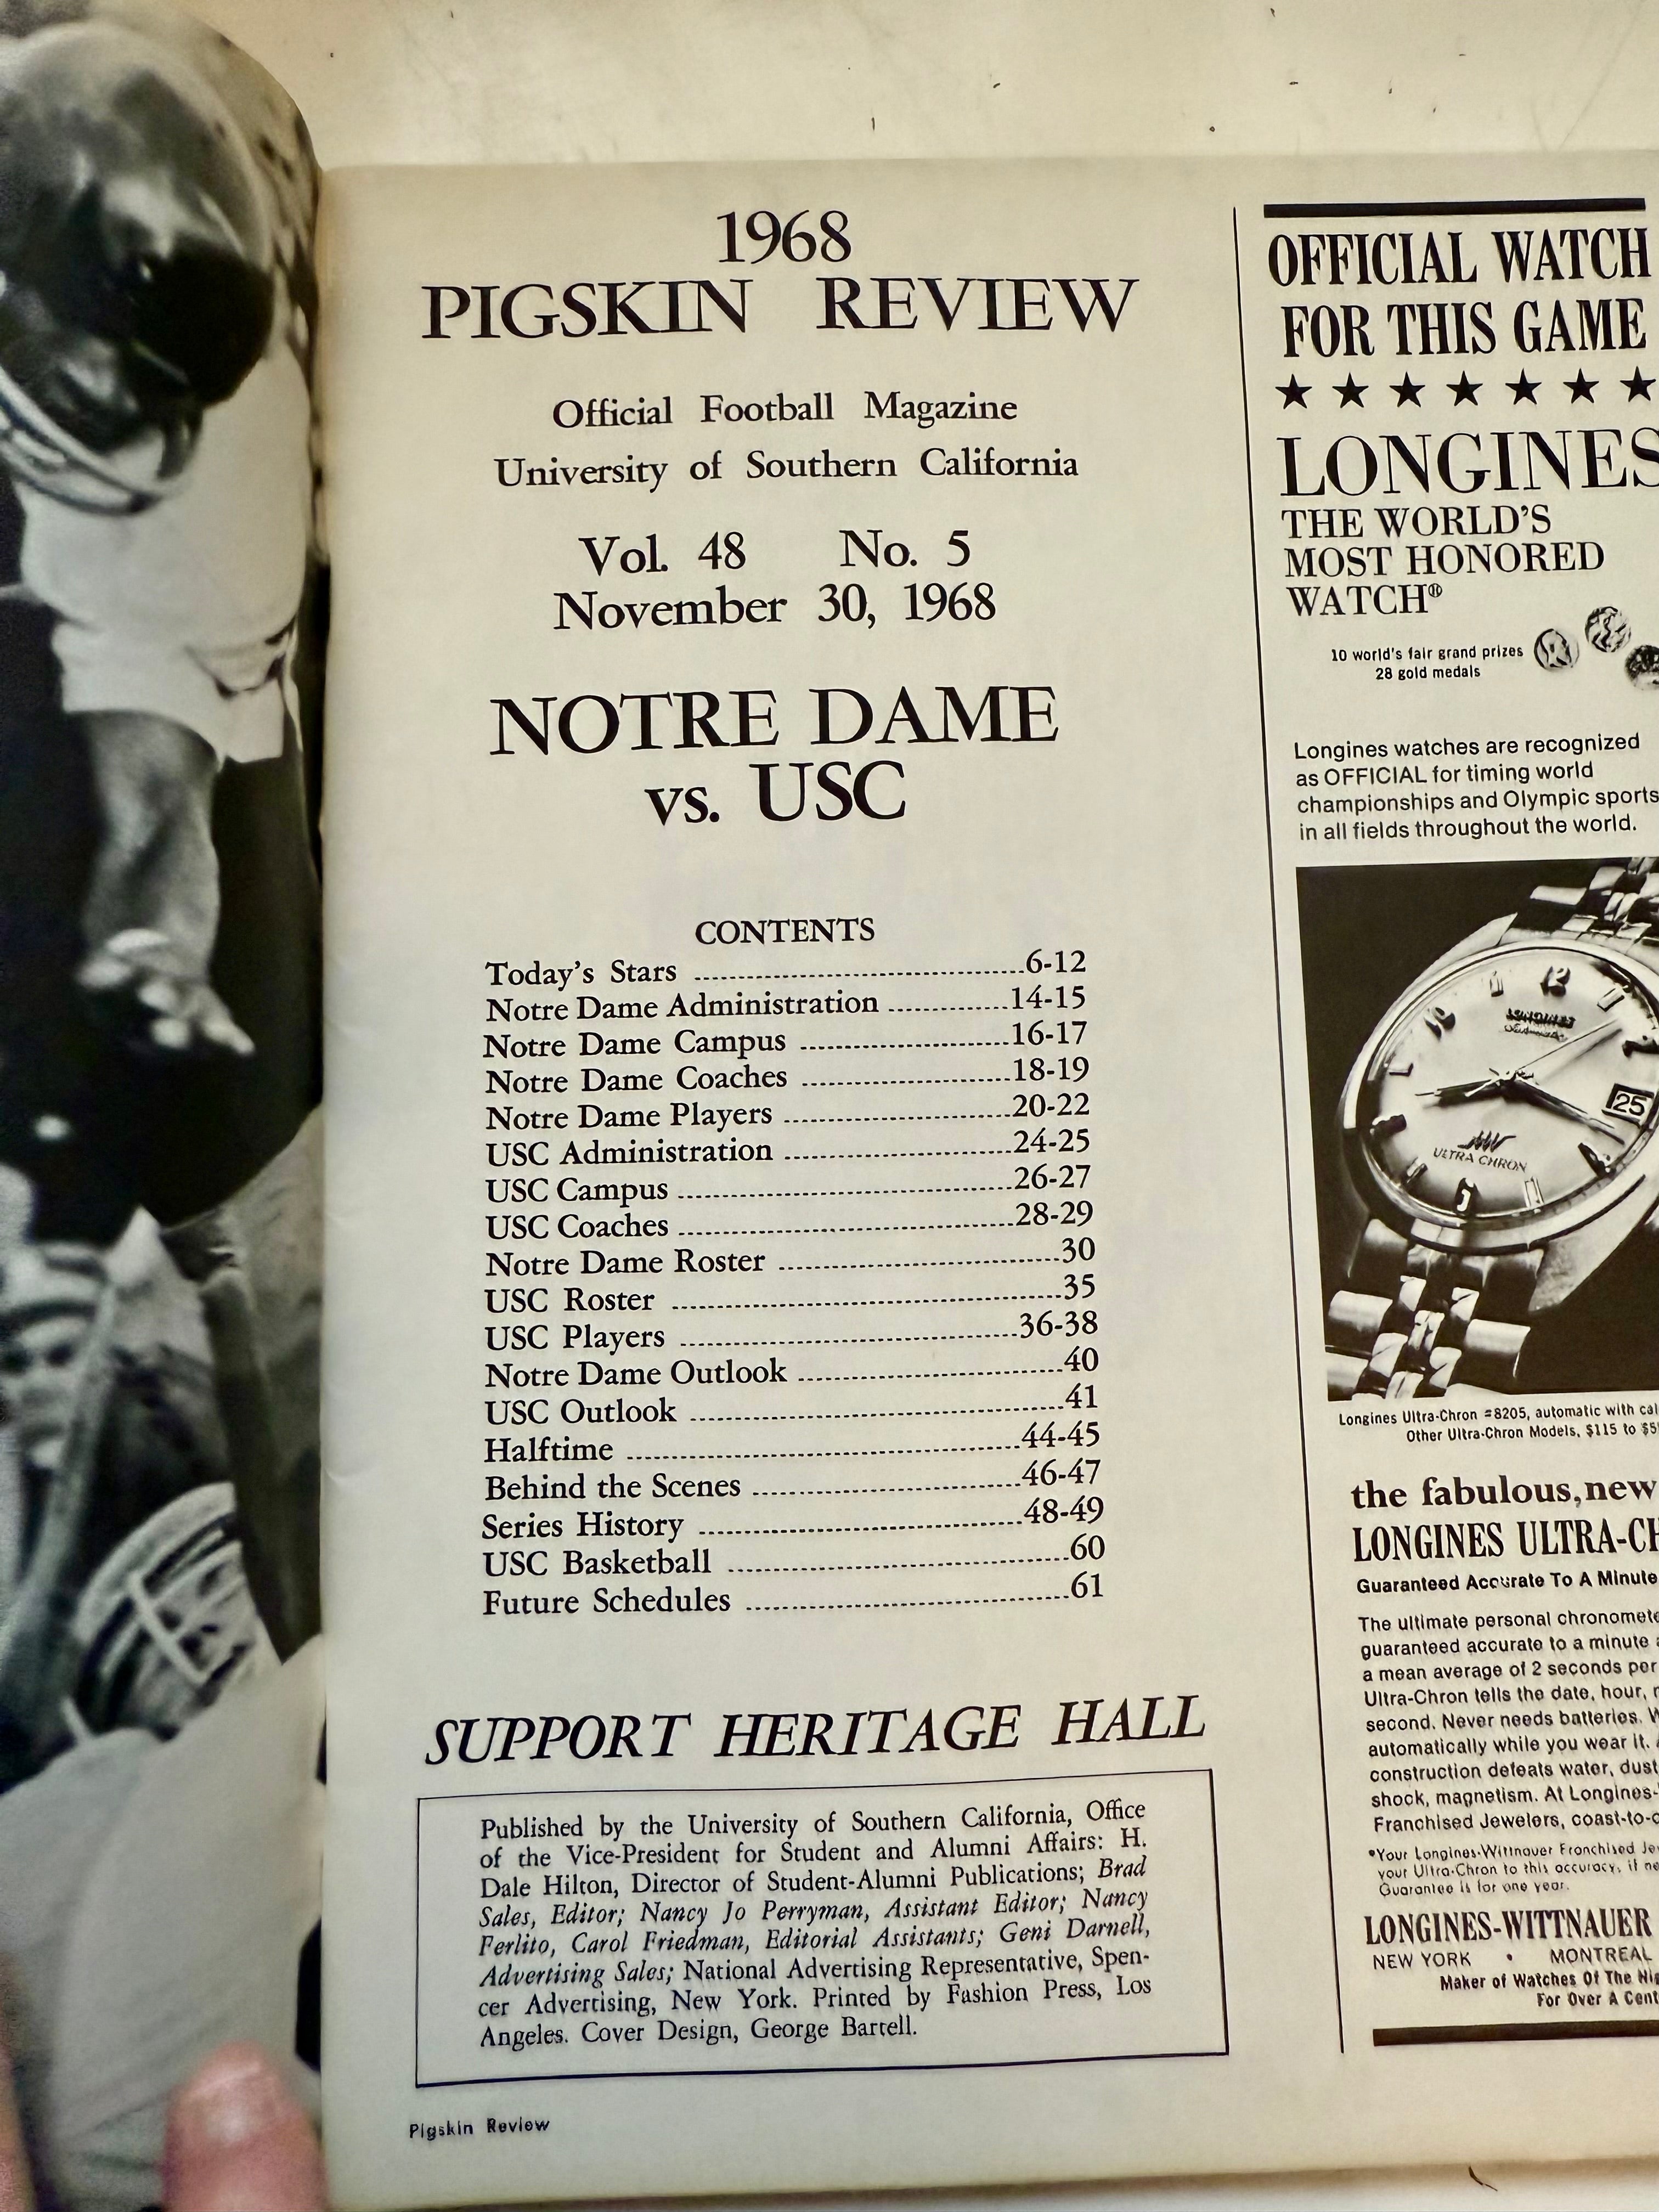 1968
PIGSKIN REVIEW
Official Football Magazine
University of Southern California
Vol. 48 No. 5
November 30, 1968
NOTRE DAME
vs. USC
CONTENTS
Today's Stars ........................................6-12
Notre Dame Administration ...............14-15
Notre Dame Campus ..........................16-17
Notre Dame Coaches ..........................18-19
Notre Dame Players ............................20-22
USC Administration ............................24-25
USC Campus ........................................26-27
USC Coaches ........................................28-29
Notre Dame Roster ..................................30
USC Roster ...............................................35
USC Players ..........................................36-38
Notre Dame Outlook ................................40
USC Outlook .............................................41
Halftime ................................................44-45
Behind the Scenes .................................46-47
Series History ........................................48-49
USC Basketball ..........................................60
Future Schedules .......................................61
SUPPORT HERITAGE HALL
Published by the University of Southern California, Office
of the Vice-President for Student and Alumni Affairs: H.
Dale Hilton, Director of Student-Alumni Publications; Brad
Sales, Editor; Nancy Jo Perryman, Assistant Editor; Nancy
Ferlito, Carol Friedman, Editorial Assistants; Geni Darnell,
Advertising Sales; National Advertising Representative, Spen-
cer Advertising, New York. Printed by Fashion Press, Los
Angeles. Cover Design, George Bartell.
Pigskin Review
OFFICIAL WATCH
FOR THIS GAME
★ ★ ★ ★ ★ ★ ★
LONGINES
THE WORLD'S
MOST HONORED
WATCH®
10 world's fair grand prizes
28 gold medals
Longines watches are recognized
as OFFICIAL for timing world
championships and Olympic sports
in all fields throughout the world.
12
10
LONGINES
Automatic
25
ULTRA-CHRON
6
Longines Ultra-Chron #8205, automatic with
Other Ultra-Chron Models, $115 to
the fabulous, new
LONGINES
Guaranteed Accurate To A Minute
The ultimate personal
guaranteed accurate to a minute
a mean average of 2 seconds per
Ultra-Chron tells the date, hour,
second. Never needs batteries.
automatically while you wear it.
construction defeats water, dust
shock, magnetism. At
Franchised Jewelers,
*Your Longines-Wittnauer Franchised
your Ultra-Chron to this accuracy, if
Guarantee is for one year.
LONGINES-WITTNAUER
NEW YORK • MONTREAL
Maker of Watches Of The
For Over A